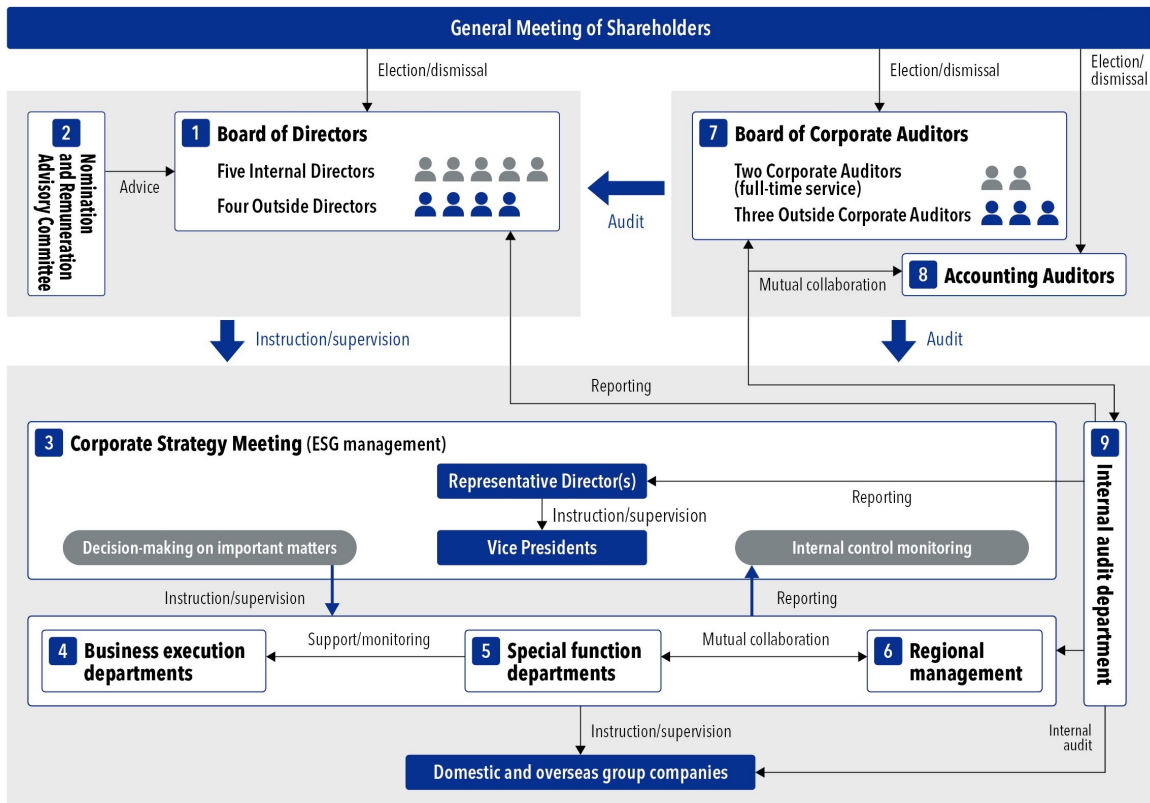 General Meeting of Shareholders
Election/dismissal
Election/dismissal
Election/
dismissal
2
Nomination
and Remuneration
Advisory Committee
Advice
1 Board of Directors
Five Internal Directors
Four Outside Directors
Audit
7 Board of Corporate Auditors
Two Corporate Auditors
(full-time service)
Three Outside Corporate Auditors
Mutual collaboration
8 Accounting Auditors
Instruction/supervision
Audit
Reporting
3 Corporate Strategy Meeting (ESG management)
Representative Director(s)
Reporting
Instruction/supervision
Decision-making on important matters
Vice Presidents
Internal control monitoring
9
Internal audit department
Instruction/supervision
Reporting
4 Business execution
departments
Support/monitoring
5 Special function
departments
Mutual collaboration
6 Regional
management
Instruction/supervision
Internal
audit
Domestic and overseas group companies